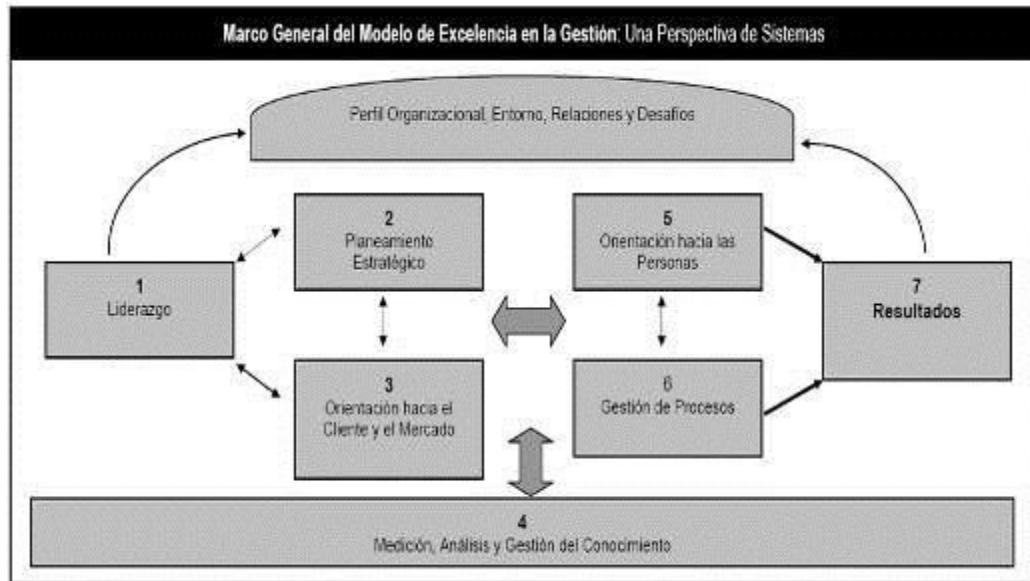 Marco General del Modelo de Excelencia en la Gestión: Una Perspectiva de Sistemas
Perfil Organizacional, Entorno, Relaciones y Desafíos
1
Liderazgo
2
Planeamiento
Estratégico
3
Orientación hacia el
Cliente y el Mercado
5
Orientación hacia las
Personas
6
Gestión de Procesos
7
Resultados
4
Medición, Análisis y Gestión del Conocimiento